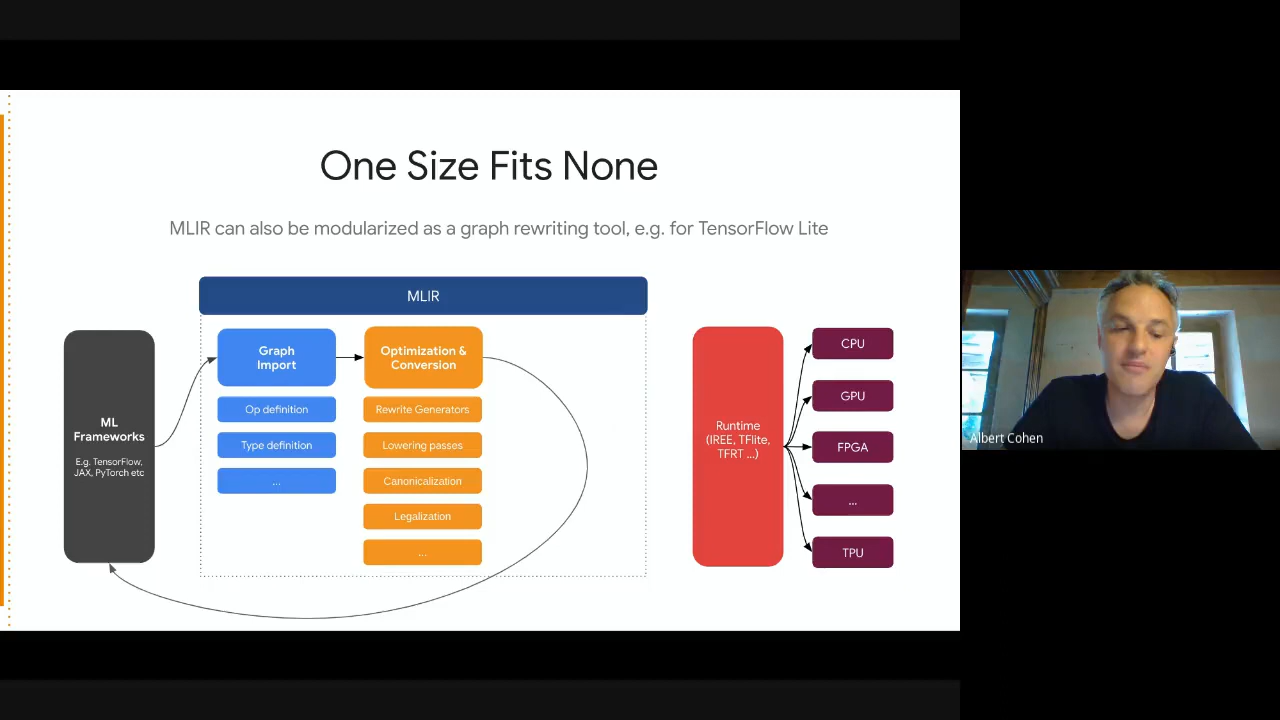 One Size Fits None
MLIR can also be modularized as a graph rewriting tool, e.g. for TensorFlow Lite
MLIR
ML
Frameworks
E.g. TensorFlow,
JAX, PyTorch etc
Graph
Import
Op definition
Type definition
...
Optimization &
Conversion
Rewrite Generators
Lowering passes
Canonicalization
Legalization
...
Runtime
(IREE, TFlite,
TFRT ...)
CPU
GPU
FPGA
...
TPU
Albert Cohen